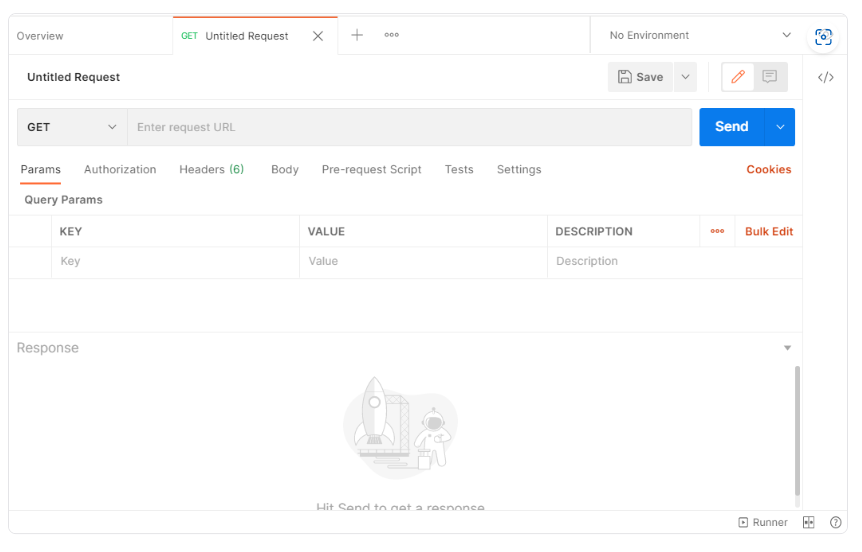 Overview
GET Untitled Request
No Environment
Untitled Request
Save
GET
Enter request URL
Send
Params Authorization Headers (6) Body Pre-request Script Tests Settings Cookies
Query Params
KEY VALUE DESCRIPTION Bulk Edit
Key Value Description
Response
Hit Send to get a response
Runner